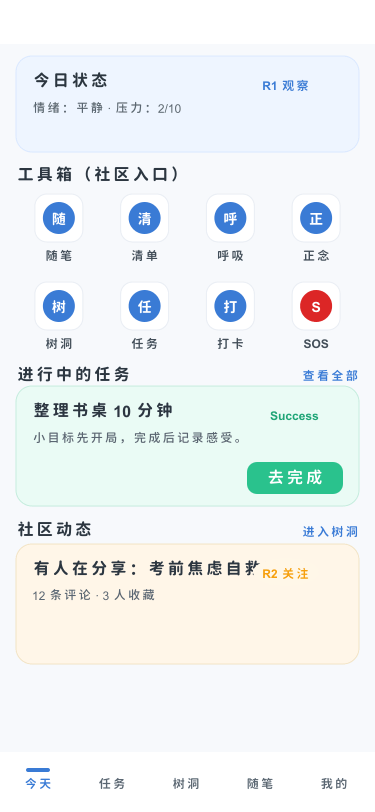 今日状态
R1 观察
情绪：平静 · 压力：2/10
工具箱（社区入口）
随 清 呼 正
随笔 清单 呼吸 正念
树 任 打 S
树洞 任务 打卡 SOS
进行中的任务 查看全部
整理书桌 10 分钟
Success
小目标先开局，完成后记录感受。
去完成
社区动态 进入树洞
有人在分享：考前焦虑自救
R2 关注
12 条评论 · 3 人收藏
今天 任务 树洞 随笔 我的